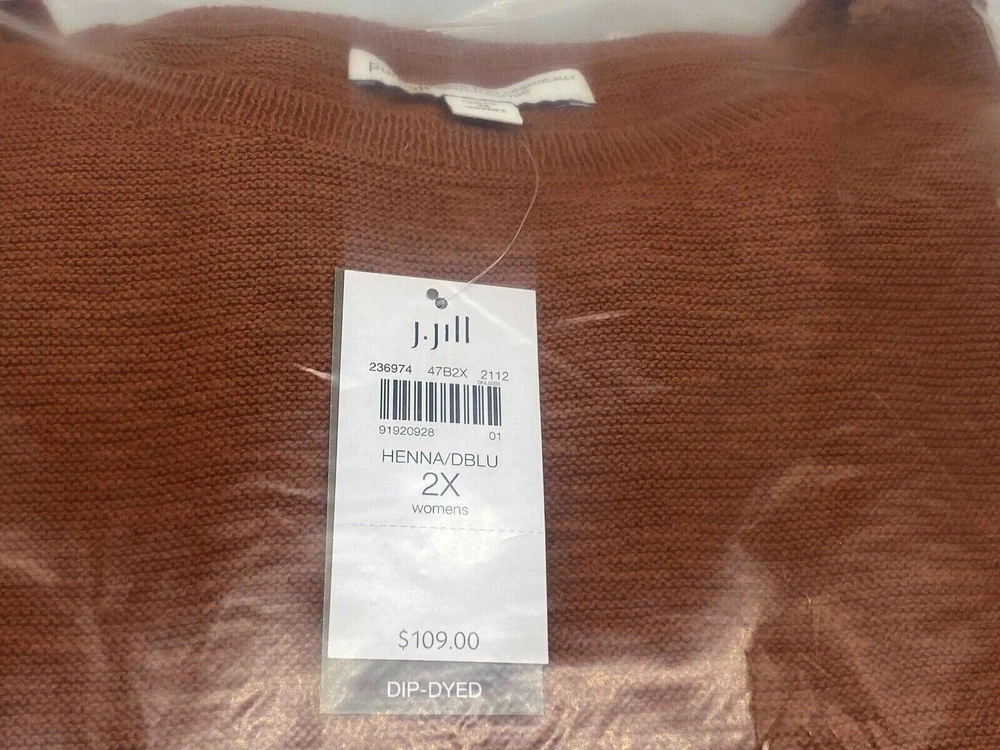 J.Jill
236974 47B2X 2112
91920928 01
HENNA/DBLU
2X
womens
$109.00
DIP-DYED